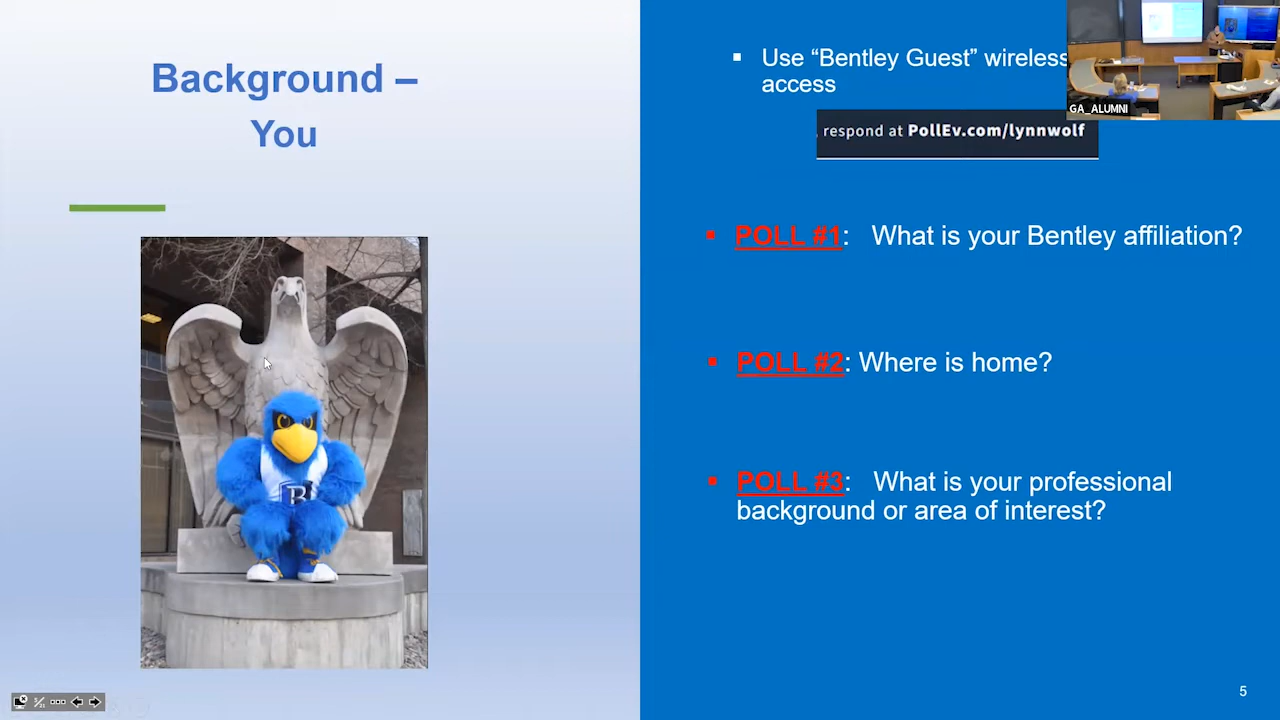 Background –
You
Use “Bentley Guest” wireless
access
respond at PollEv.com/lynnwolf
GA_ALUMNI
POLL #1: What is your Bentley affiliation?
POLL #2: Where is home?
POLL #3: What is your professional
background or area of interest?
B
5